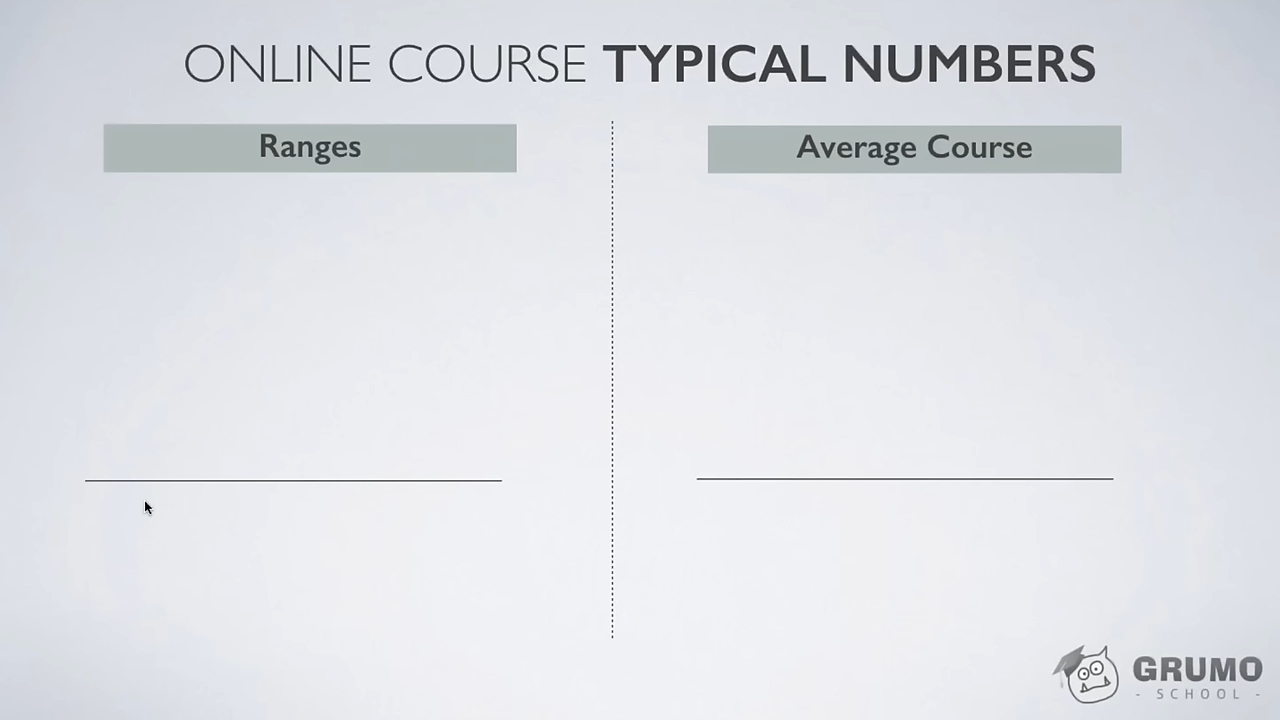 ONLINE COURSE TYPICAL NUMBERS
Ranges
Average Course
GRUMO
- SCHOOL -